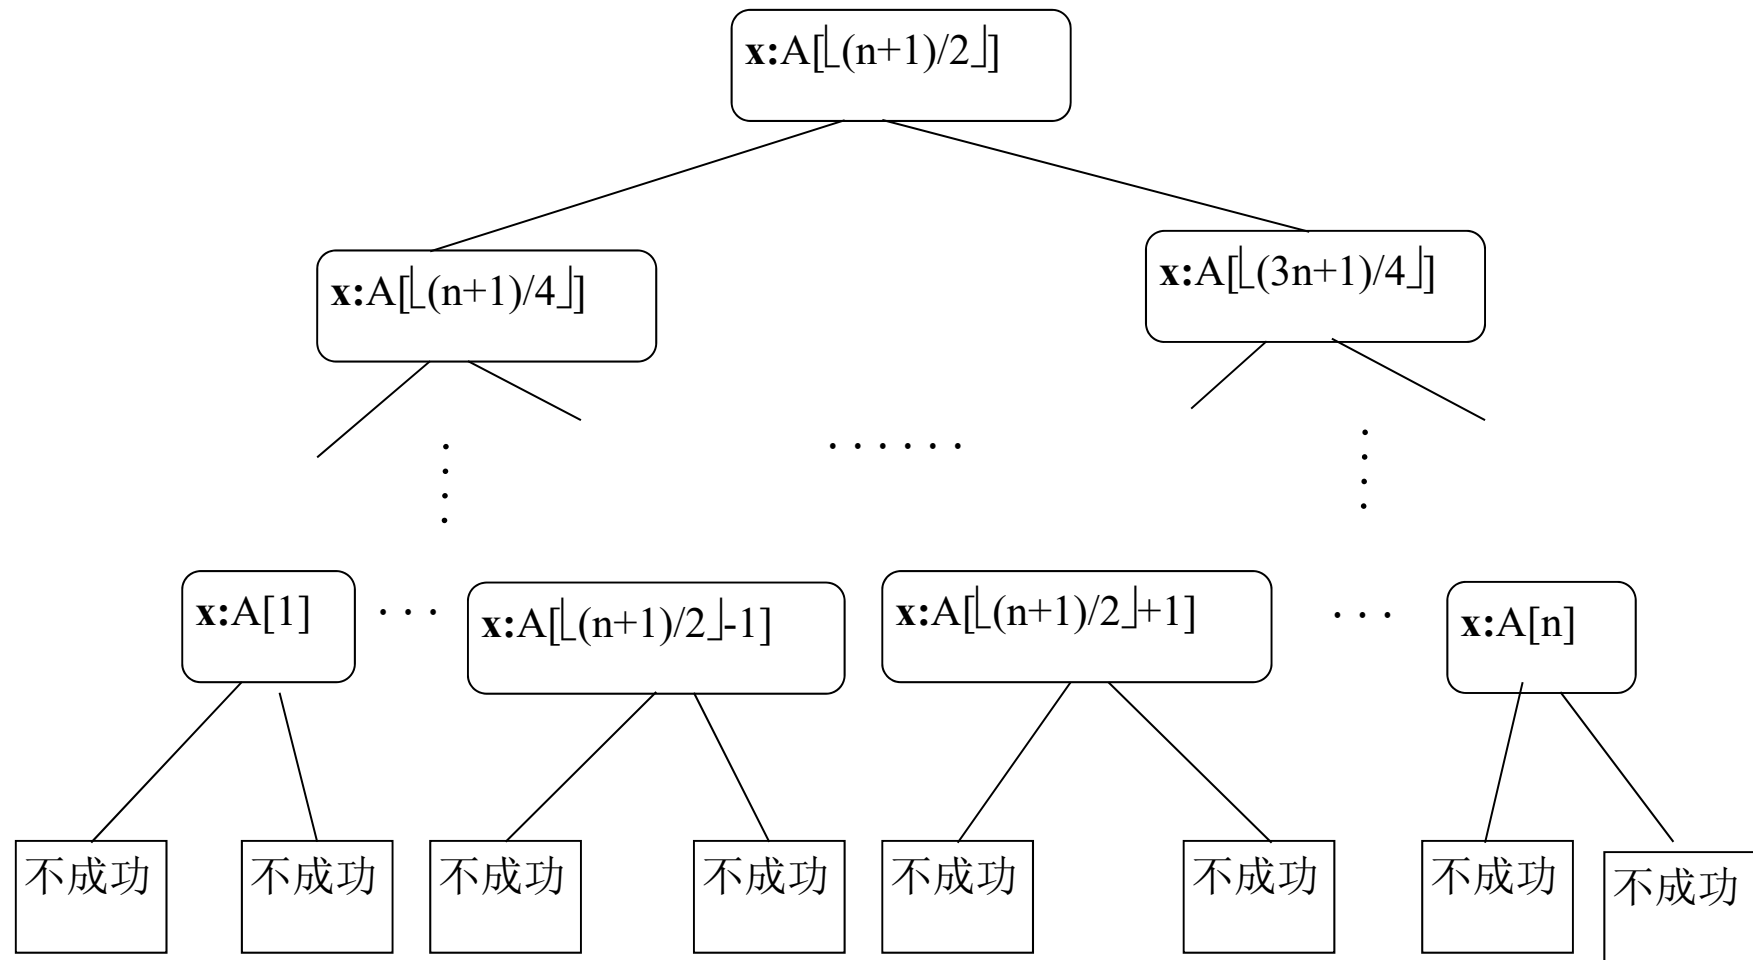 x:A[⌊(n+1)/2⌋]
x:A[⌊(n+1)/4⌋]
x:A[⌊(3n+1)/4⌋]
······
x:A[1]
···
x:A[⌊(n+1)/2⌋-1]
x:A[⌊(n+1)/2⌋+1]
···
x:A[n]
不成功
不成功
不成功
不成功
不成功
不成功
不成功
不成功